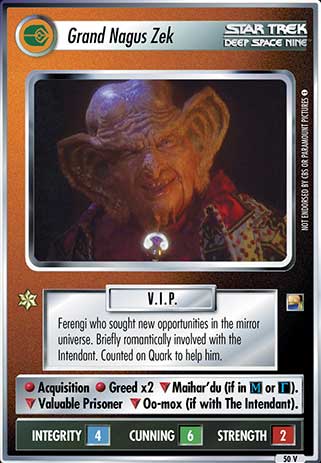 Grand Nagus Zek
STAR TREK
DEEP SPACE NINE
NOT ENDORSED BY CBS OR PARAMOUNT PICTURES
V.I.P.
Ferengi who sought new opportunities in the mirror
universe. Briefly romantically involved with the
Intendant. Counted on Quark to help him.
Acquisition Greed x2 Maihar'du (if in M or Γ).
Valuable Prisoner Oo-mox (if with The Intendant).
INTEGRITY 4 CUNNING 6 STRENGTH 2
50 V